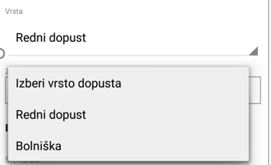 Vrsta
Redni dopust
Izberi vrsto dopusta
Redni dopust
Bolniška